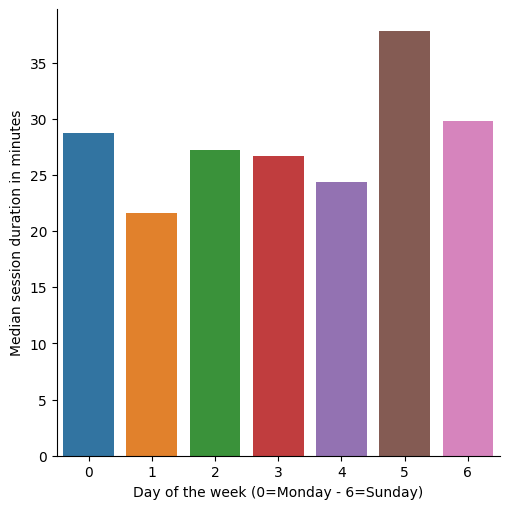 Median session duration in minutes
35
30
25
20
15
10
5
0
0 1 2 3 4 5 6
Day of the week (0=Monday - 6=Sunday)